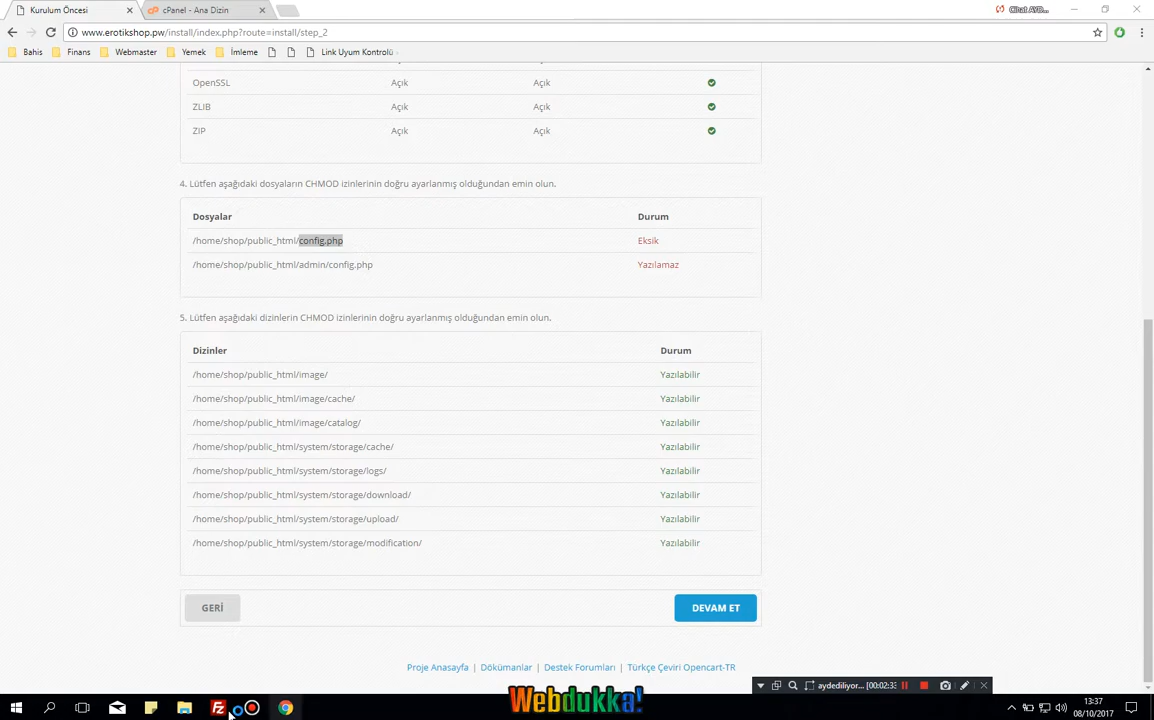 Kurulum Öncesi
cPanel - Ana Dizin
Cihat AYD...
www.erotikshop.pw/install/index.php?route=install/step_2
Bahis Finans Webmaster Yemek İmleme Link Uyum Kontrolü
OpenSSL Açık Açık
ZLIB Açık Açık
ZIP Açık Açık
4. Lütfen aşağıdaki dosyaların CHMOD izinlerinin doğru ayarlanmış olduğundan emin olun.
Dosyalar Durum
/home/shop/public_html/config.php Eksik
/home/shop/public_html/admin/config.php Yazılamaz
5. Lütfen aşağıdaki dizinlerin CHMOD izinlerinin doğru ayarlanmış olduğundan emin olun.
Dizinler Durum
/home/shop/public_html/image/ Yazılabilir
/home/shop/public_html/image/cache/ Yazılabilir
/home/shop/public_html/image/catalog/ Yazılabilir
/home/shop/public_html/system/storage/cache/ Yazılabilir
/home/shop/public_html/system/storage/logs/ Yazılabilir
/home/shop/public_html/system/storage/download/ Yazılabilir
/home/shop/public_html/system/storage/upload/ Yazılabilir
/home/shop/public_html/system/storage/modification/ Yazılabilir
GERİ DEVAM ET
Proje Anasayfa | Dökümanlar | Destek Forumları | Türkçe Çeviri Opencart-TR
aydediliyor... [00:02:33
Webdukka!
13:37
08/10/2017